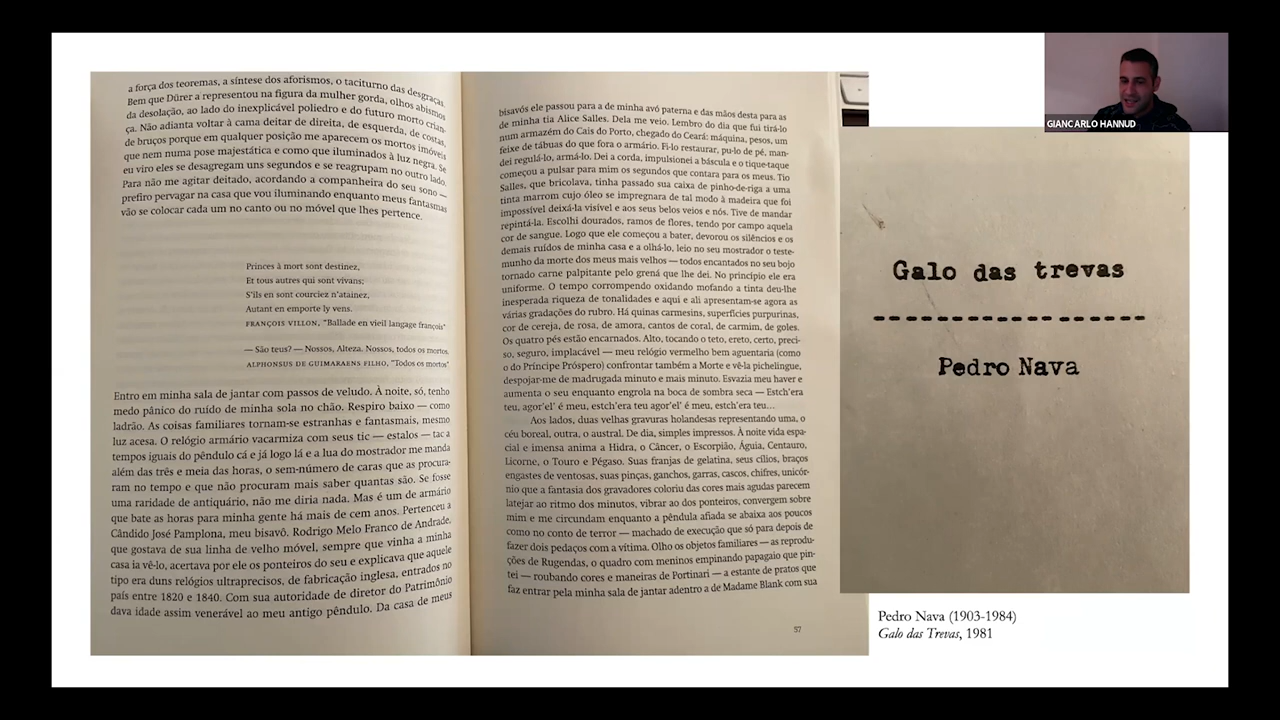 a força dos teoremas, a síntese dos aforismos, o taciturno das desgraças.
Bem que Dürer a representou na figura da mulher gorda, olhos abismos
da desolação, ao lado do inexplicável poliedro e do futuro morto crian-
ça. Não adianta voltar à cama deitar de direita, de esquerda, de costas,
de bruços porque em qualquer posição me aparecem os mortos imóveis
que nem numa pose majestática e como que iluminados à luz negra. Se
eu viro eles se desagregam uns segundos e se reagrupam no outro lado.
Para não me agitar deitado, acordando a companheira do seu sono —
prefiro pervagar na casa que vou iluminando enquanto meus fantasmas
vão se colocar cada um no canto ou no móvel que lhes pertence.
Princes à mort sont destinez,
Et tous autres qui sont vivans;
S'ils en sont courciez n'atainez,
Autant en emporte ly vens.
FRANÇOIS VILLON, "Ballade en vieil langage françois"
— São teus? — Nossos, Alteza. Nossos, todos os mortos.
ALPHONSUS DE GUIMARAENS FILHO, "Todos os mortos"
Entro em minha sala de jantar com passos de veludo. À noite, só, tenho
medo pânico do ruído de minha sola no chão. Respiro baixo — como
ladrão. As coisas familiares tornam-se estranhas e fantasmais, mesmo
luz acesa. O relógio armário vacarmiza com seus tic — estalos — tac a
tempos iguais do pêndulo cá e já logo lá e a lua do mostrador me manda
além das três e meia das horas, o sem-número de caras que as procura-
ram no tempo e que não procuram mais saber quantas são. Se fosse
uma raridade de antiquário, não me diria nada. Mas é um de armário
que bate as horas para minha gente há mais de cem anos. Pertenceu a
Cândido José Pamplona, meu bisavô. Rodrigo Melo Franco de Andrade,
que gostava de sua linha de velho móvel, sempre que vinha a minha
casa ia vê-lo, acertava por ele os ponteiros do seu e explicava que aquele
tipo era duns relógios ultraprecisos, de fabricação inglesa, entrados no
país entre 1820 e 1840. Com sua autoridade de diretor do Patrimônio
dava idade assim venerável ao meu antigo pêndulo. Da casa de meus
bisavós ele passou para a de minha avó paterna e das mãos desta para as
de minha tia Alice Salles. Dela me veio. Lembro do dia que fui tirá-lo
num armazém do Cais do Porto, chegado do Ceará: máquina, pesos, um
feixe de tábuas do que fora o armário. Fi-lo restaurar, pu-lo de pé, man-
dei regulá-lo, armá-lo. Dei a corda, impulsionei a báscula e o tique-taque
começou a pulsar para mim os segundos que contara para os meus. Tio
Salles, que bricolava, tinha passado sua caixa de pinho-de-riga a uma
tinta marrom cujo óleo se impregnara de tal modo à madeira que foi
impossível deixá-la visível e aos seus belos veios e nós. Tive de mandar
repintá-la. Escolhi dourados, ramos de flores, tendo por campo aquela
cor de sangue. Logo que ele começou a bater, devorou os silêncios e os
demais ruídos de minha casa e a olhá-lo, leio no seu mostrador o teste-
munho da morte dos meus mais velhos — todos encantados no seu bojo
tornado carne palpitante pelo grená que lhe dei. No princípio ele era
uniforme. O tempo corrompendo oxidando mofando a tinta deu-lhe
inesperada riqueza de tonalidades e aqui e ali apresentam-se agora as
várias gradações do rubro. Há quinas carmesins, superfícies purpurinas,
cor de cereja, de rosa, de amora, cantos de coral, de carmim, de goles.
Os quatro pés estão encarnados. Alto, tocando o teto, ereto, certo, preci-
so, seguro, implacável — meu relógio vermelho bem aguentaria (como
o do Príncipe Próspero) confrontar também a Morte e vê-la pichelingue,
despojar-me de madrugada minuto e mais minuto. Esvazia meu haver e
aumenta o seu enquanto engrola na boca de sombra seca — Estch'era
teu, agor'el' é meu, estch'era teu agor'el' é meu, estch'era teu...
Aos lados, duas velhas gravuras holandesas representando uma, o
céu boreal, outra, o austral. De dia, simples impressos. À noite vida espa-
cial e imensa anima a Hidra, o Câncer, o Escorpião, Águia, Centauro,
Licorne, o Touro e Pégaso. Suas franjas de gelatina, seus cílios, braços
engastes de ventosas, suas pinças, ganchos, garras, cascos, chifres, unicór-
nio que a fantasia dos gravadores coloriu das cores mais agudas parecem
latejar ao ritmo dos minutos, vibrar ao dos ponteiros, convergem sobre
mim e me circundam enquanto a pêndula afiada se abaixa aos poucos
como no conto de terror — machado de execução que só para depois de
fazer dois pedaços com a vítima. Olho os objetos familiares — as reprodu-
ções de Rugendas, o quadro com meninos empinando papagaio que pin-
tei — roubando cores e maneiras de Portinari — a estante de pratos que
faz entrar pela minha sala de jantar adentro a de Madame Blank com sua
57
GIANCARLO HANNUD
Galo das trevas
Pedro Nava
Pedro Nava (1903-1984)
Galo das Trevas, 1981